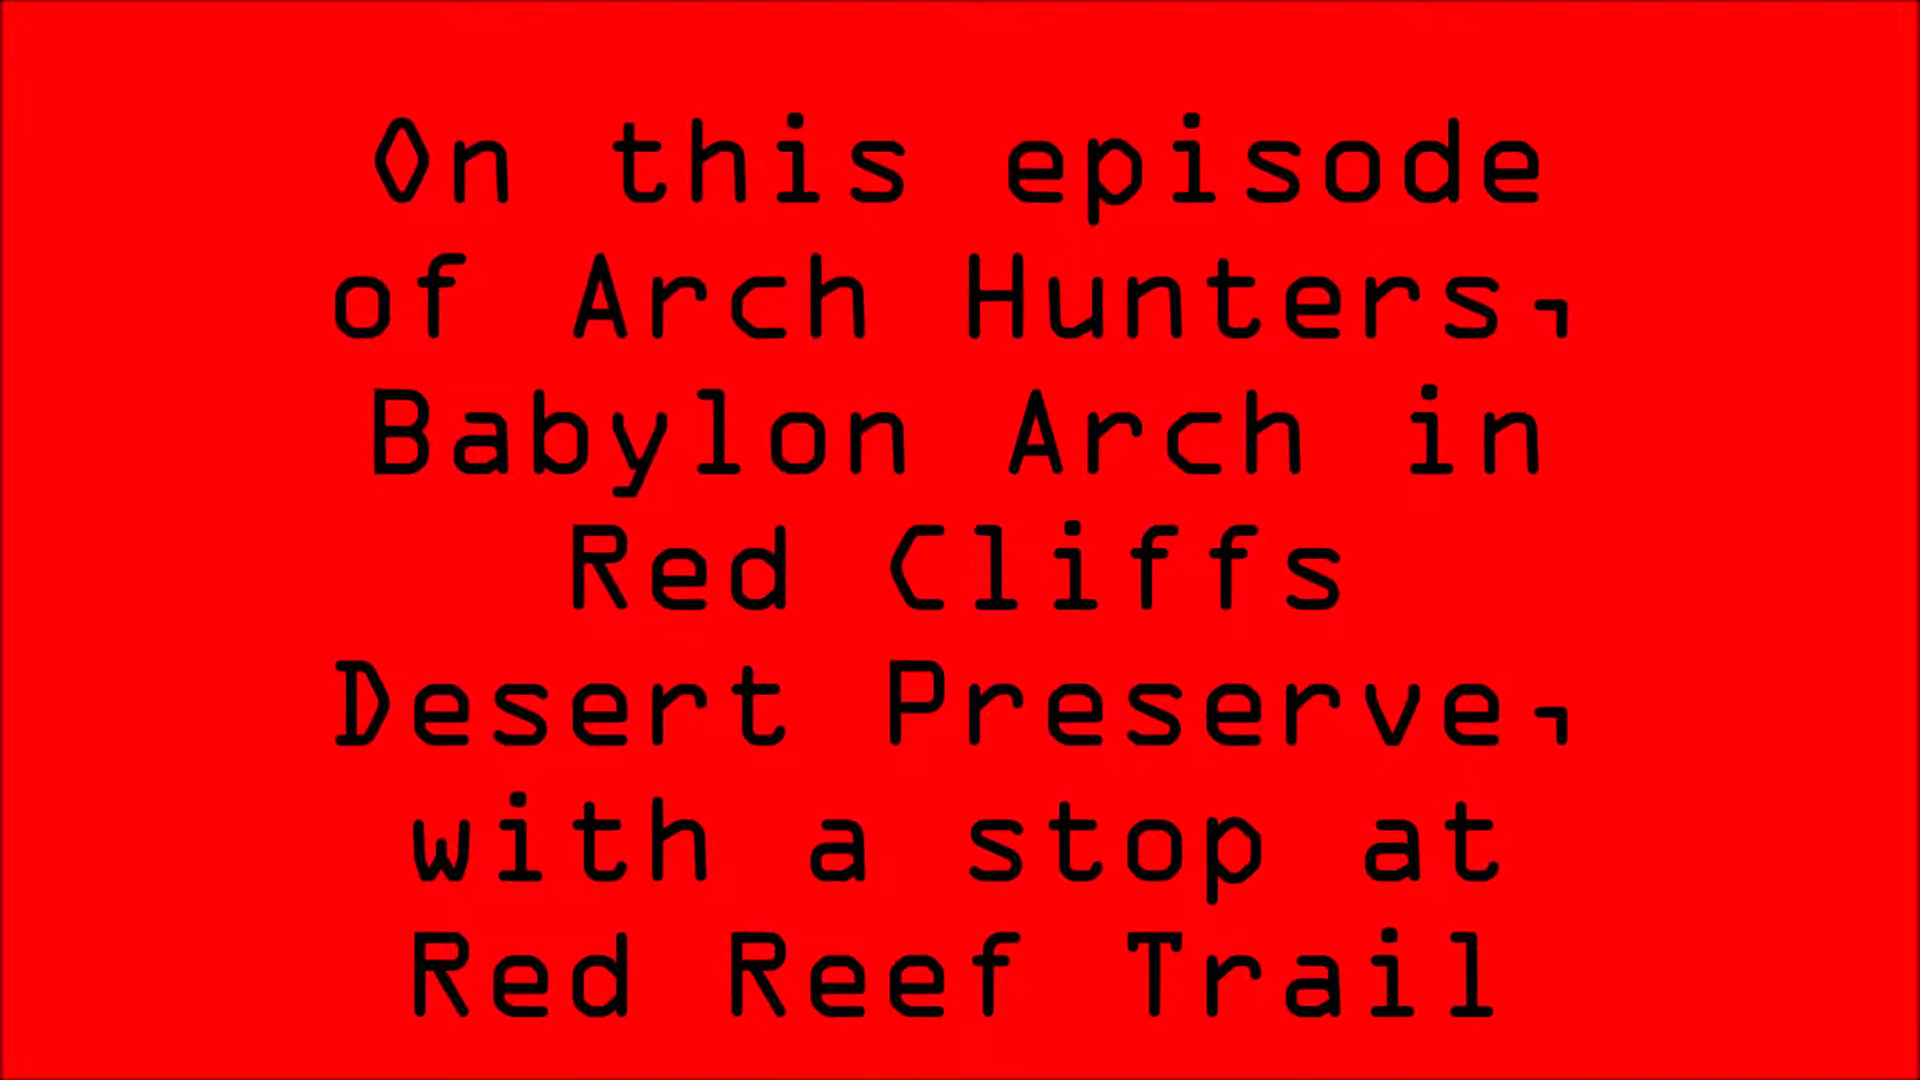 On this episode
of Arch Hunters,
Babylon Arch in
Red Cliffs
Desert Preserve,
with a stop at
Red Reef Trail